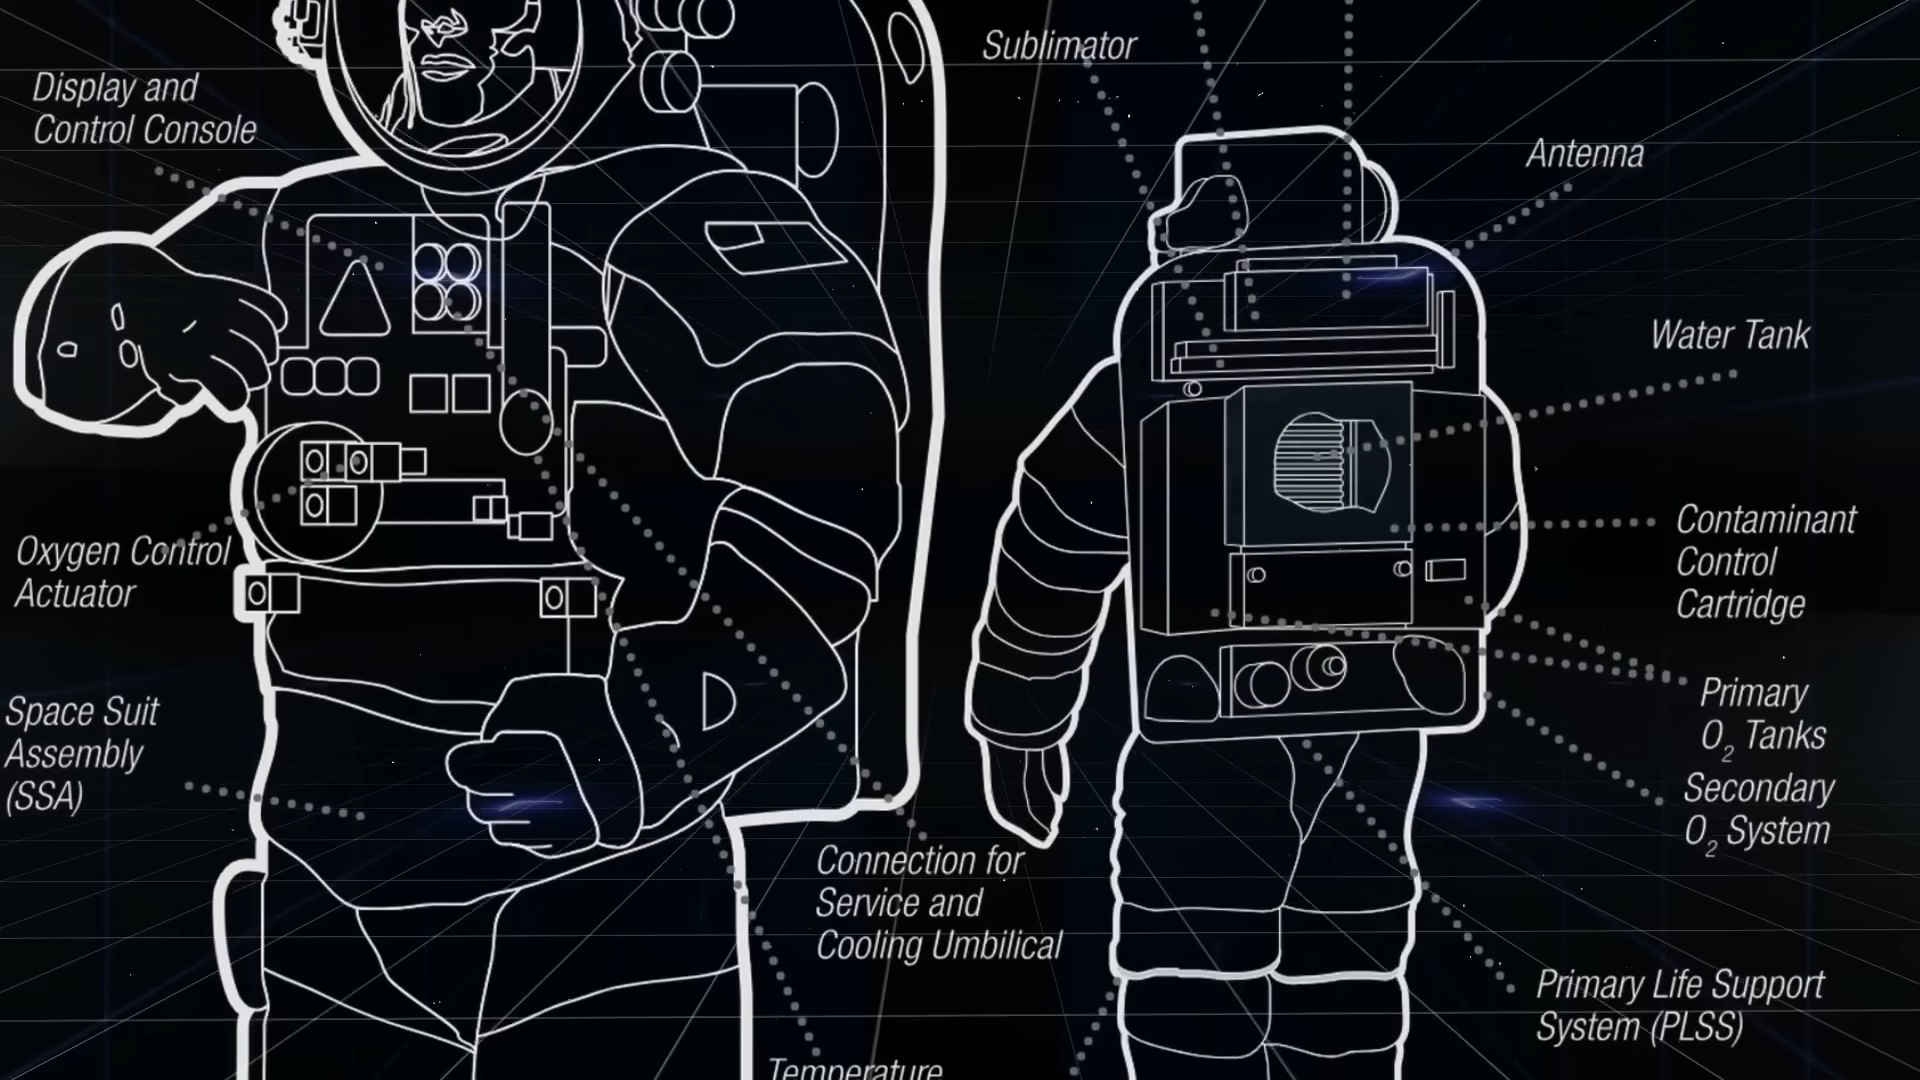 Display and
Control Console
Oxygen Control
Actuator
Space Suit
Assembly
(SSA)
Sublimator
Connection for
Service and
Cooling Umbilical
Temperature
Antenna
Water Tank
Contaminant
Control
Cartridge
Primary
O₂ Tanks
Secondary
O₂ System
Primary Life Support
System (PLSS)